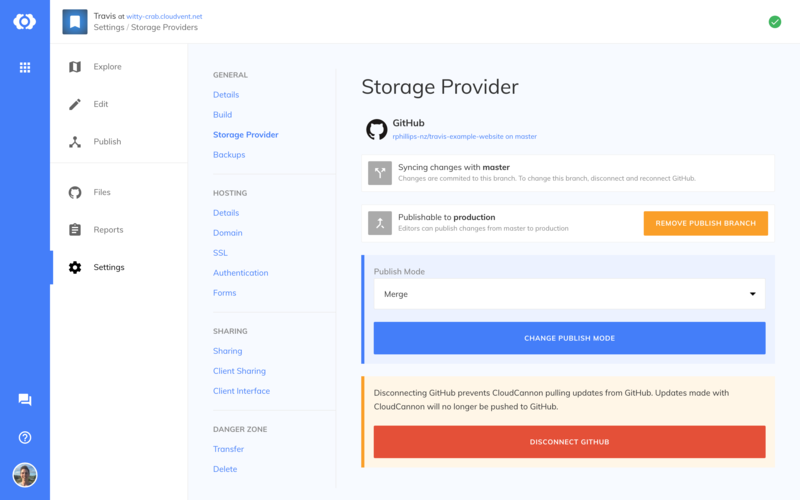 Travis at witty-crab.cloudvent.net
Settings / Storage Providers
Explore
Edit
Publish
Files
Reports
Settings
GENERAL
Details
Build
Storage Provider
Backups
HOSTING
Details
Domain
SSL
Authentication
Forms
SHARING
Sharing
Client Sharing
Client Interface
DANGER ZONE
Transfer
Delete
Storage Provider
GitHub
rphillips-nz/travis-example-website on master
Syncing changes with master
Changes are commited to this branch. To change this branch, disconnect and reconnect GitHub.
Publishable to production
Editors can publish changes from master to production
REMOVE PUBLISH BRANCH
Publish Mode
Merge
CHANGE PUBLISH MODE
Disconnecting GitHub prevents CloudCannon pulling updates from GitHub. Updates made with
CloudCannon will no longer be pushed to GitHub.
DISCONNECT GITHUB